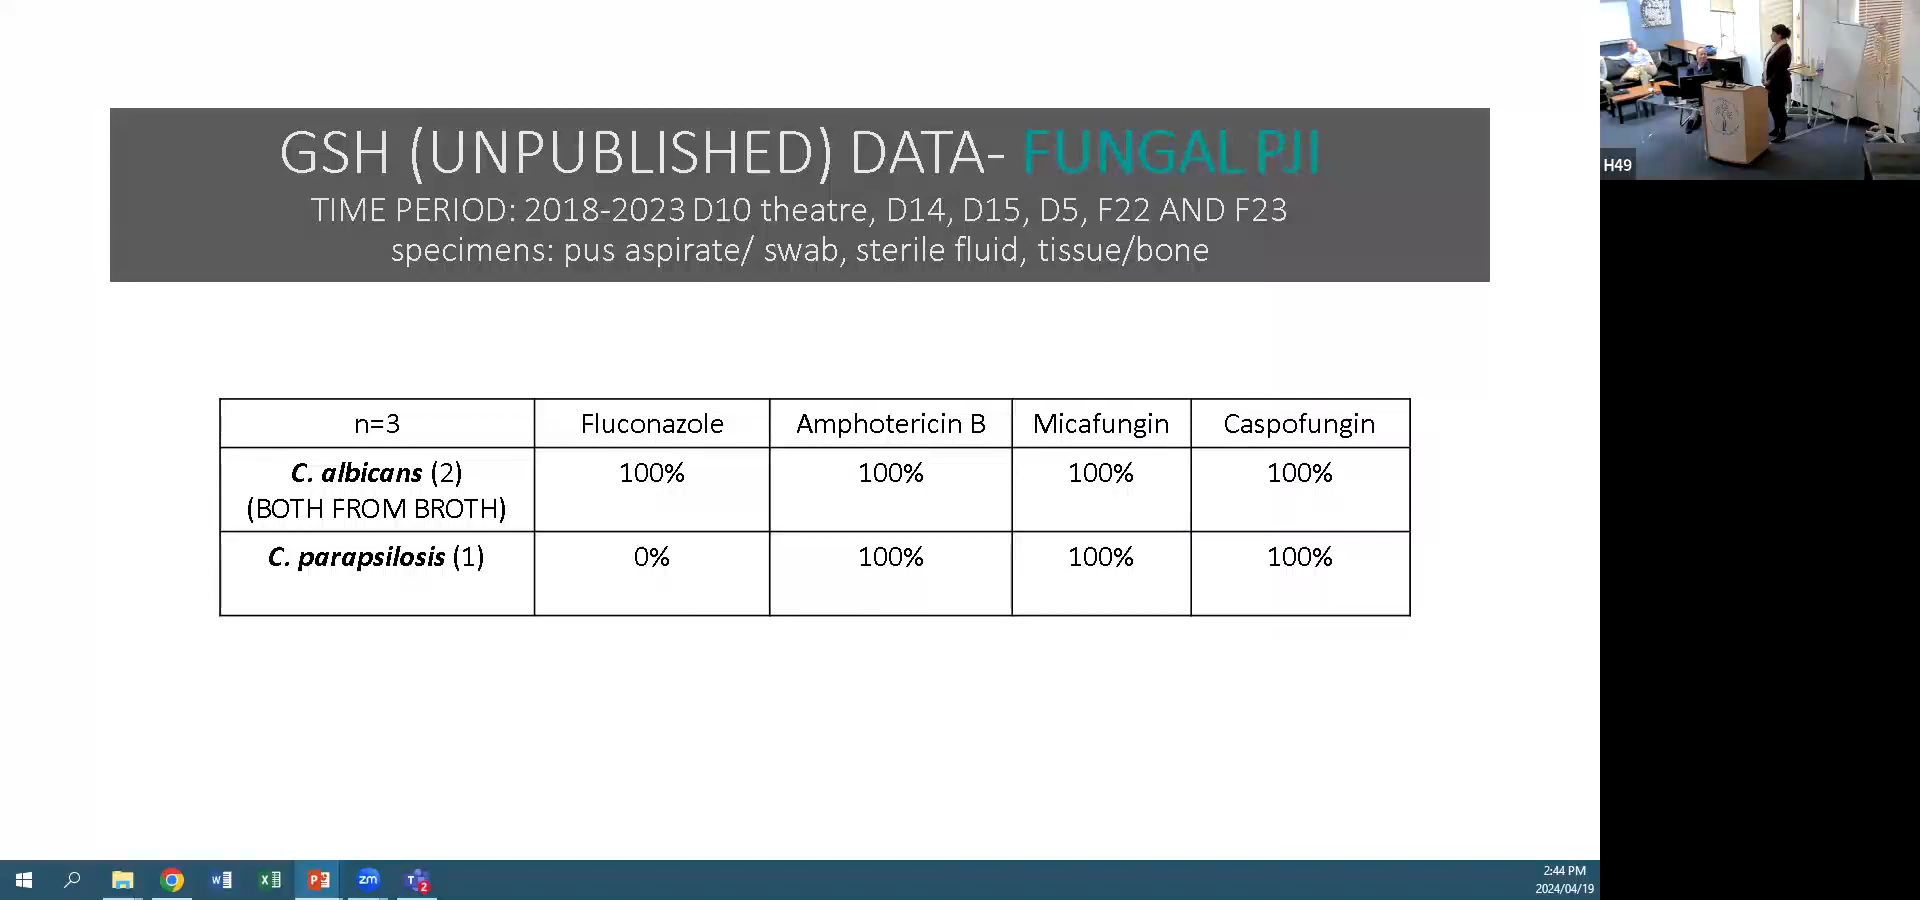 GSH (UNPUBLISHED) DATA- FUNGAL PJI
TIME PERIOD: 2018-2023 D10 theatre, D14, D15, D5, F22 AND F23
specimens: pus aspirate/ swab, sterile fluid, tissue/bone
n=3 Fluconazole Amphotericin B Micafungin Caspofungin
C. albicans (2) 100% 100% 100% 100%
(BOTH FROM BROTH)
C. parapsilosis (1) 0% 100% 100% 100%
H49
zm
2
2:44 PM
2024/04/19